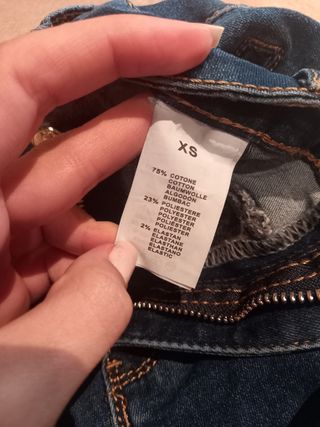 XS
75% COTONE
COTTON
BAUMWOLLE
ALGODON
BUMBAC
23% POLIESTERE
POLYESTER
POLYESTER
POLIESTER
POLIESTER
2% ELASTAN
ELASTANE
ELASTHAN
ELASTANO
ELASTIC